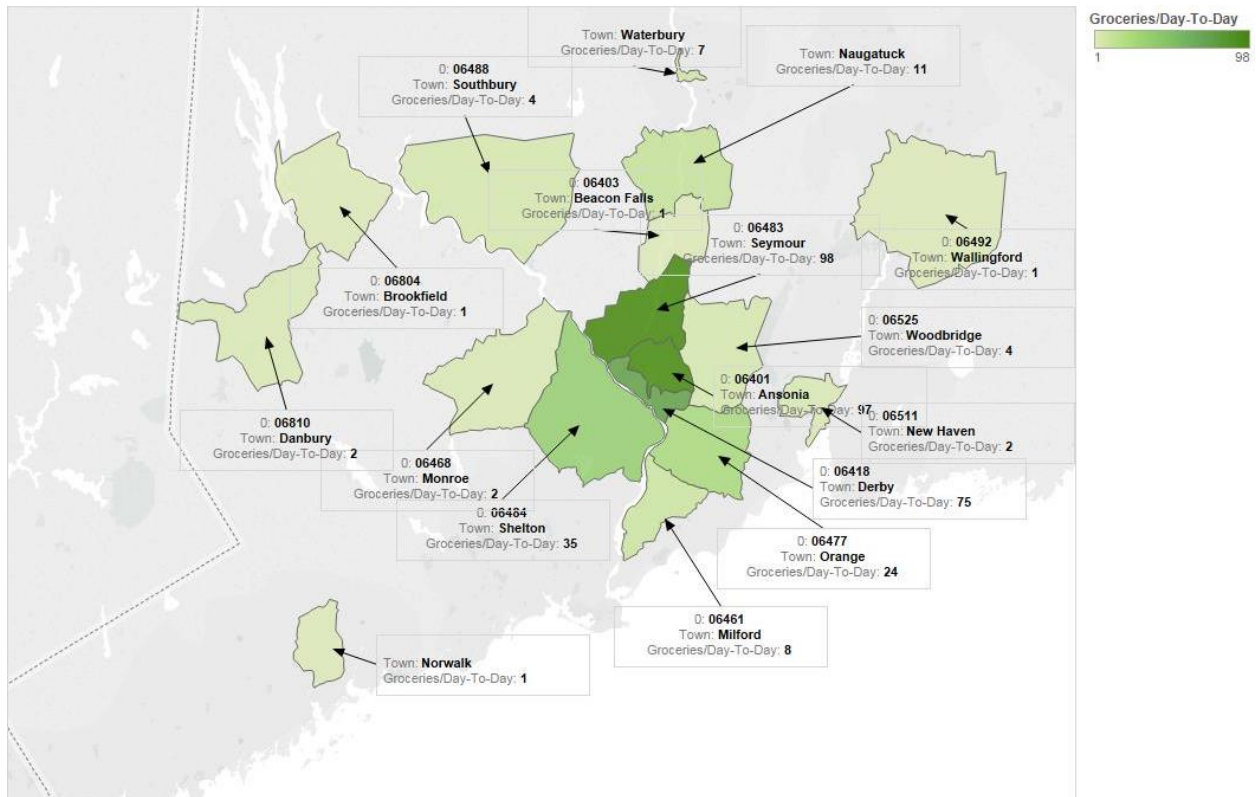 Groceries/Day-To-Day
1 98
Town: Waterbury
Groceries/Day-To-Day: 7
Town: Naugatuck
Groceries/Day-To-Day: 11
0: 06488
Town: Southbury
Groceries/Day-To-Day: 4
0: 06403
Town: Beacon Falls
Groceries/Day-To-Day: 1
0: 06483
Town: Seymour
Groceries/Day-To-Day: 98
0: 06492
Town: Wallingford
Groceries/Day-To-Day: 1
0: 06804
Town: Brookfield
Groceries/Day-To-Day: 1
0: 06525
Town: Woodbridge
Groceries/Day-To-Day: 4
0: 06401
Town: Ansonia
Groceries/Day-To-Day: 97
0: 06511
Town: New Haven
Groceries/Day-To-Day: 2
0: 06810
Town: Danbury
Groceries/Day-To-Day: 2
0: 06468
Town: Monroe
Groceries/Day-To-Day: 2
0: 06418
Town: Derby
Groceries/Day-To-Day: 75
0: 06484
Town: Shelton
Groceries/Day-To-Day: 35
0: 06477
Town: Orange
Groceries/Day-To-Day: 24
0: 06461
Town: Milford
Groceries/Day-To-Day: 8
Town: Norwalk
Groceries/Day-To-Day: 1